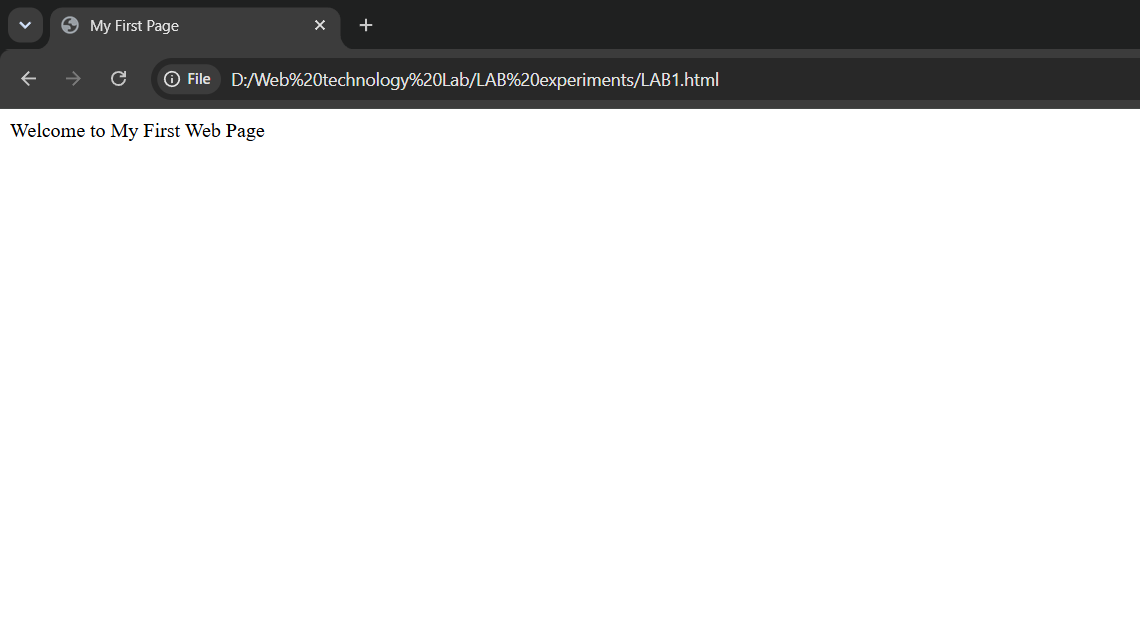 My First Page
File D:/Web%20technology%20Lab/LAB%20experiments/LAB1.html
Welcome to My First Web Page